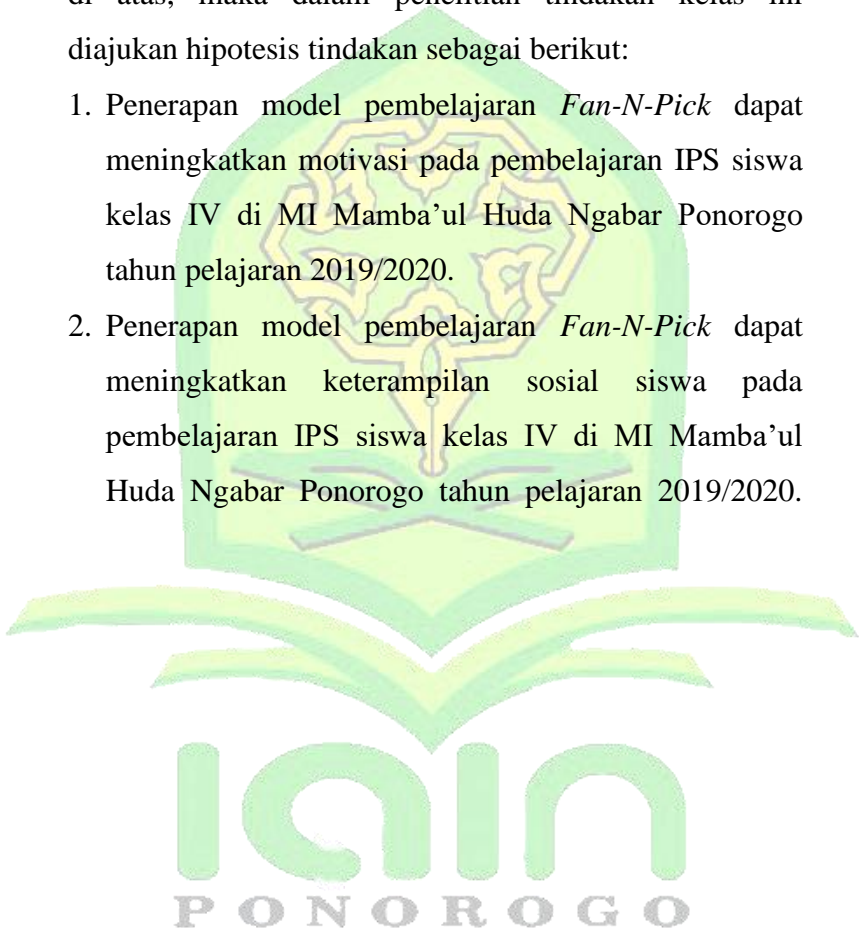 di atas, maka dalam penelitian tindakan kelas ini
diajukan hipotesis tindakan sebagai berikut:
1. Penerapan model pembelajaran Fan-N-Pick dapat
meningkatkan motivasi pada pembelajaran IPS siswa
kelas IV di MI Mamba’ul Huda Ngabar Ponorogo
tahun pelajaran 2019/2020.
2. Penerapan model pembelajaran Fan-N-Pick dapat
meningkatkan keterampilan sosial siswa pada
pembelajaran IPS siswa kelas IV di MI Mamba’ul
Huda Ngabar Ponorogo tahun pelajaran 2019/2020.
iain
PONOROGO